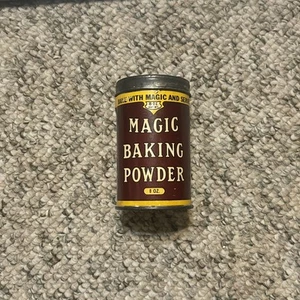 WITH MAGIC AND
MAGIC
BAKING
POWDER
8 OZ.